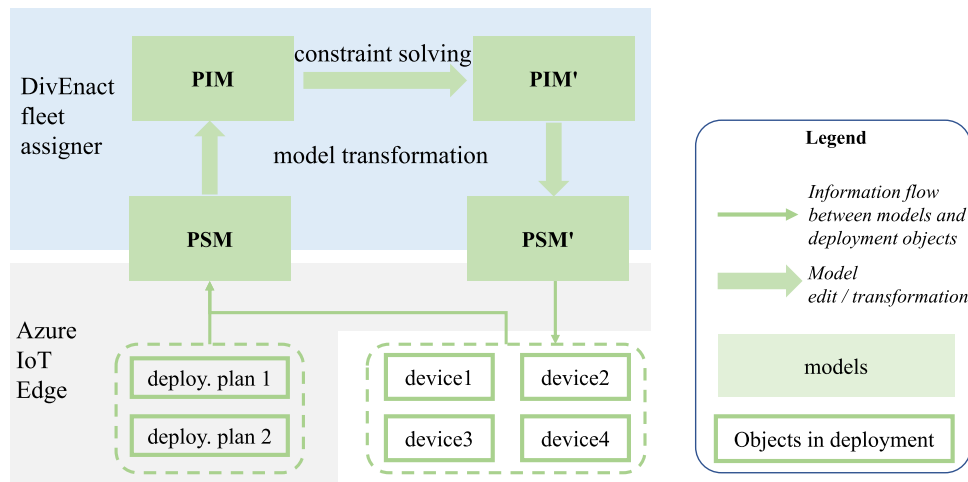 DivEnact
fleet
assigner
PIM
constraint solving
PIM'
model transformation
PSM
PSM'
Azure
IoT
Edge
deploy. plan 1
deploy. plan 2
device1
device2
device3
device4
Legend
Information flow
between models and
deployment objects
Model
edit / transformation
models
Objects in deployment